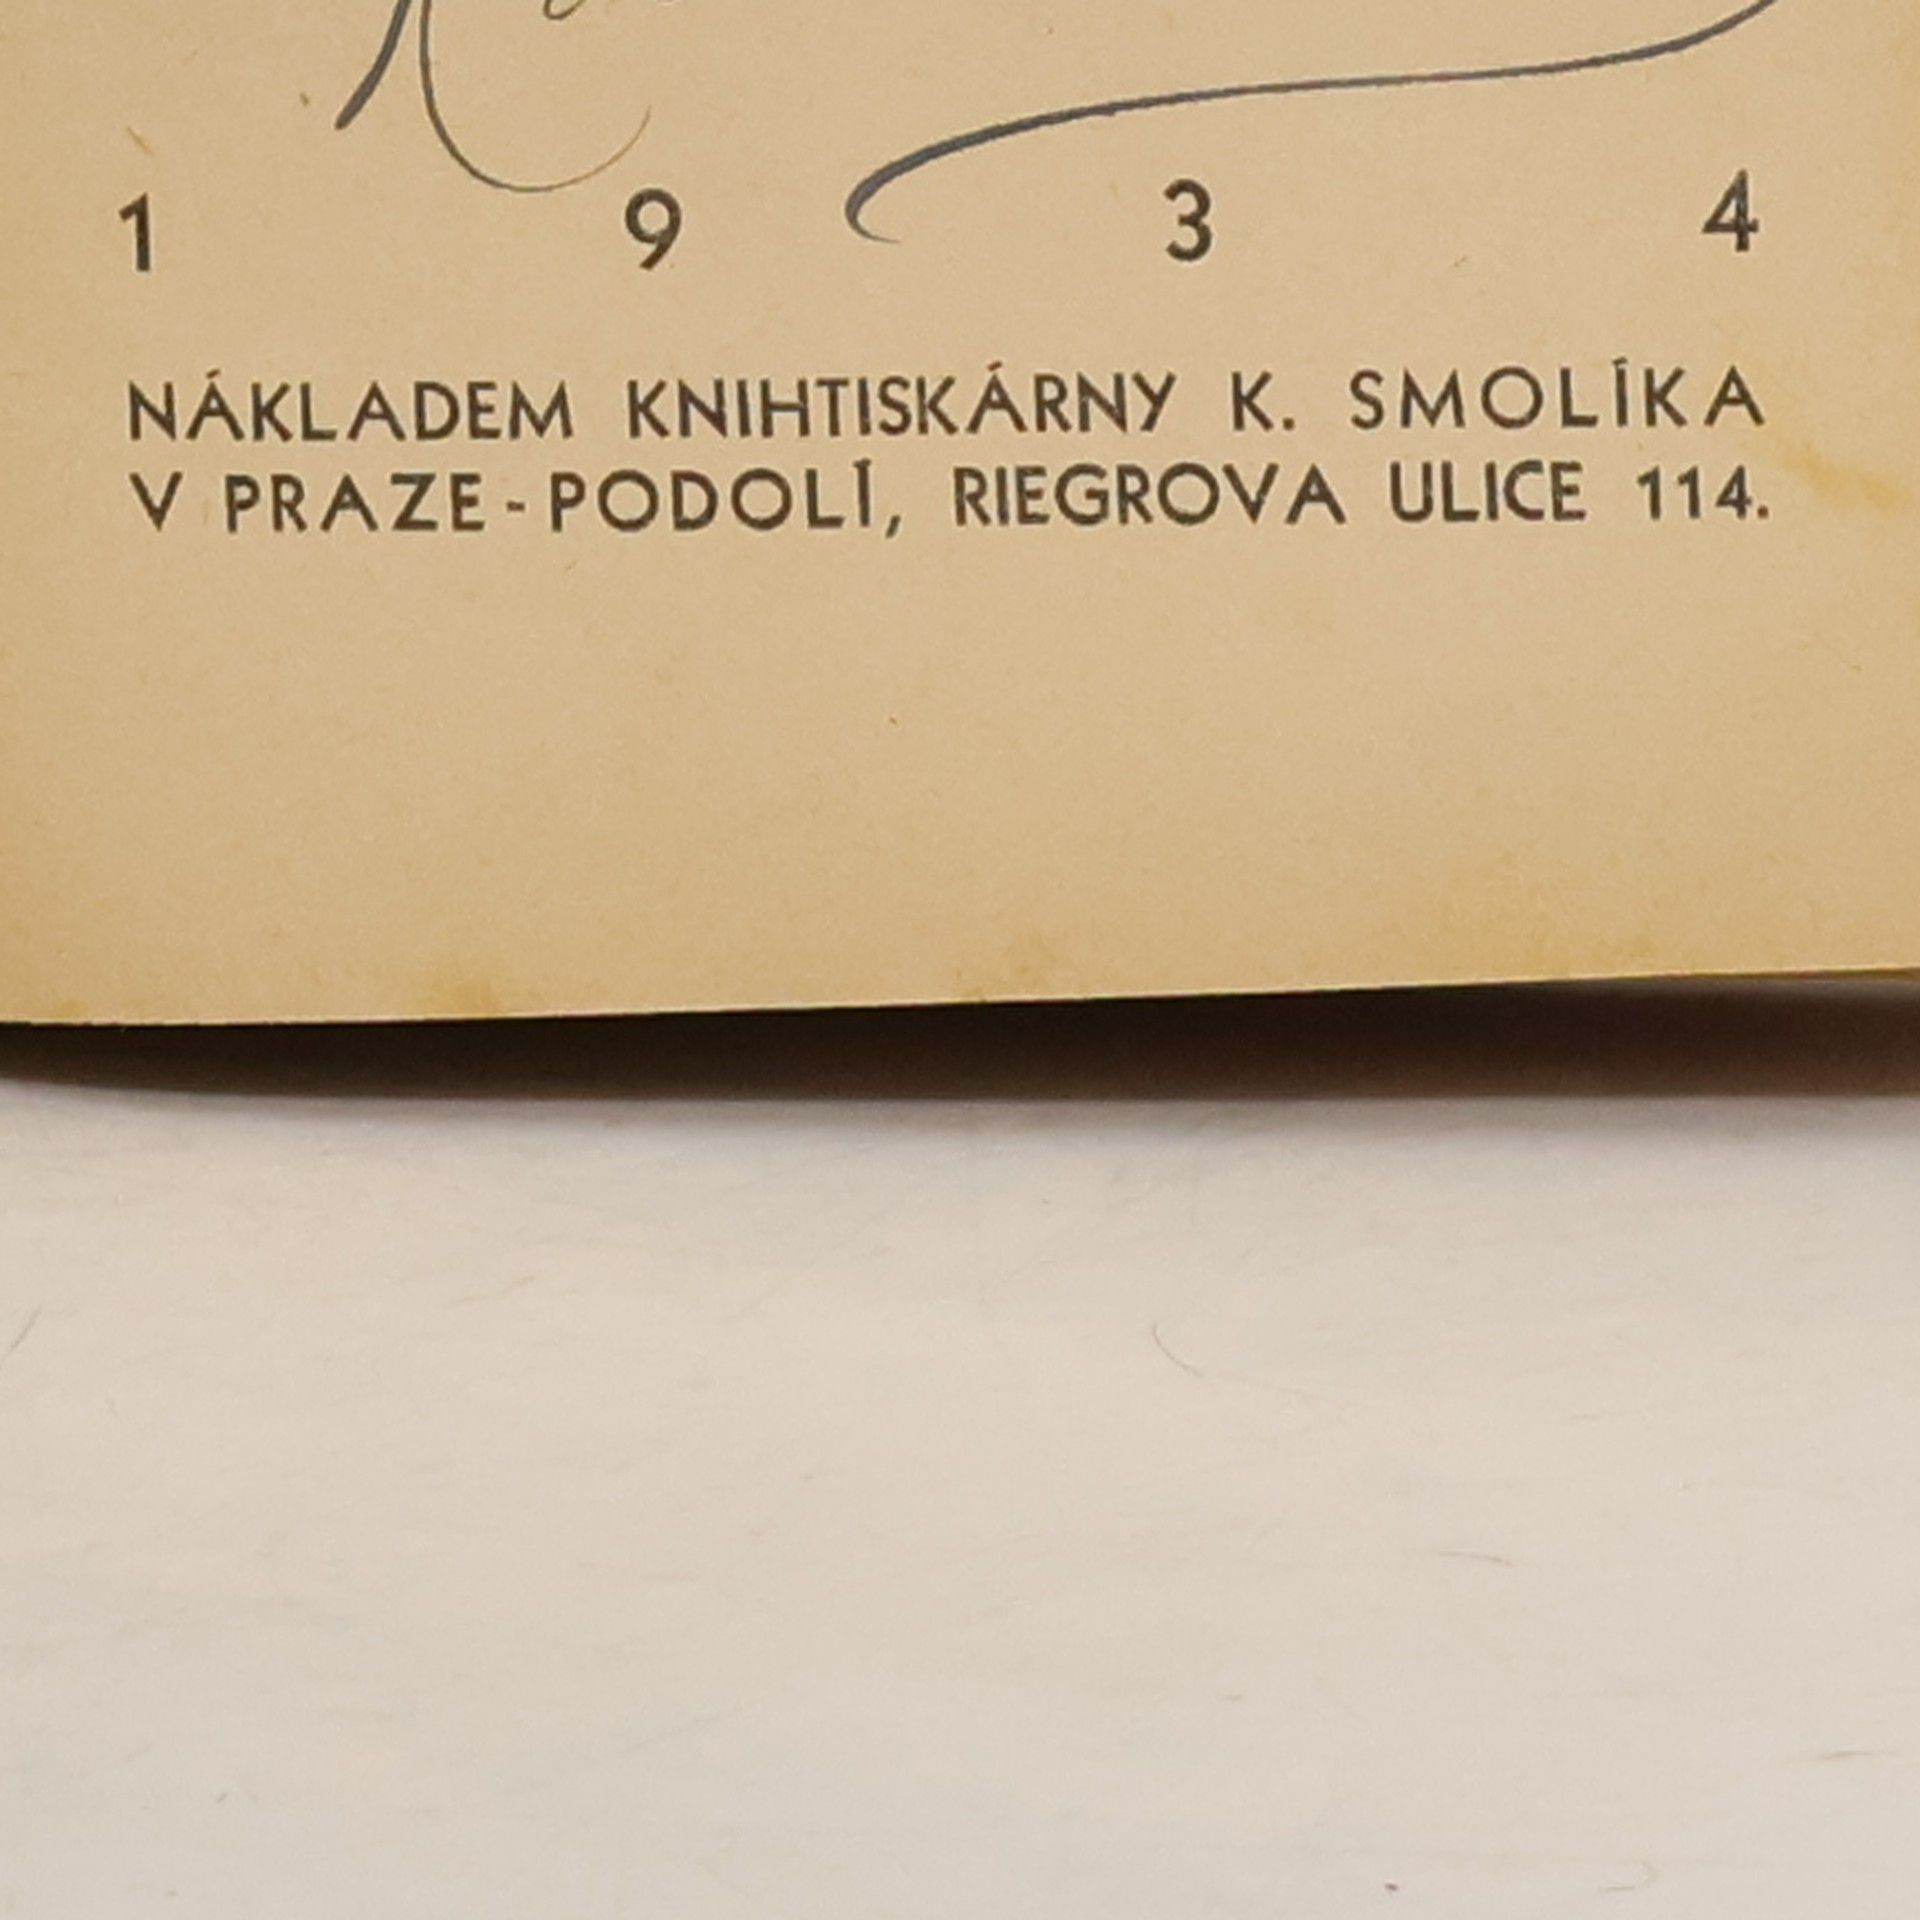 1 9 3 4
NÁKLADEM KNIHTISKÁRNY K. SMOLÍKA
V PRAZE - PODOLÍ, RIEGROVA ULICE 114.